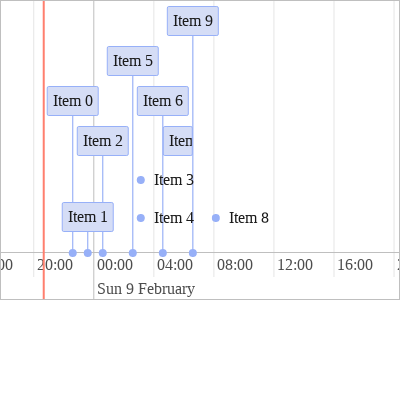 Item 9
Item 5
Item 0
Item 6
Item 2
Item 3
Item 1
Item 4
Item 8
00
20:00
00:00
04:00
08:00
12:00
16:00
Sun 9 February